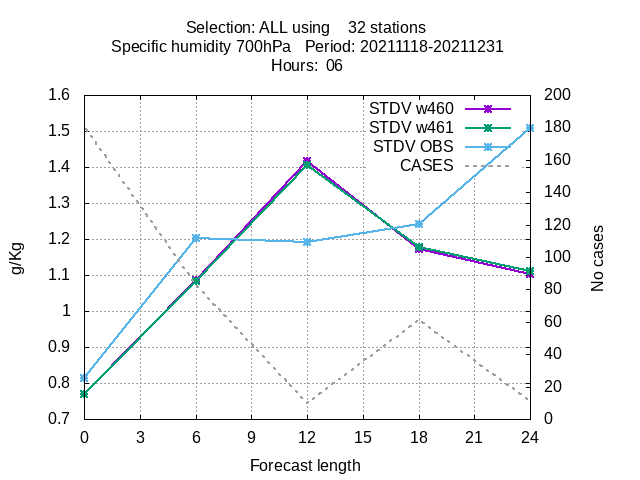 Selection: ALL using    32 stations
Specific humidity 700hPa   Period: 20211118-20211231
Hours:  06
STDV w460
STDV w461
STDV OBS
CASES
g/Kg
1.6
1.5
1.4
1.3
1.2
1.1
1
0.9
0.8
0.7
200
180
160
140
120
100
80
60
40
20
0
No cases
0 3 6 9 12 15 18 21 24
Forecast length